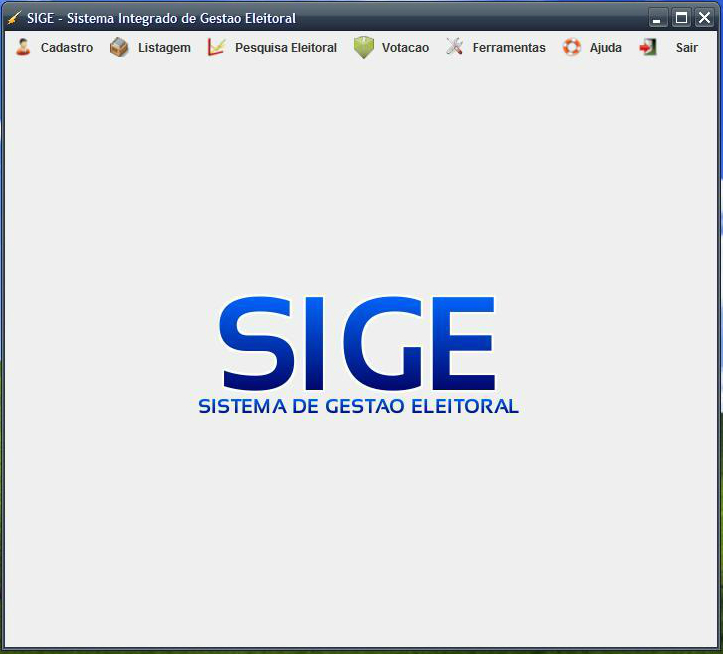 SIGE - Sistema Integrado de Gestao Eleitoral
Cadastro Listagem Pesquisa Eleitoral Votacao Ferramentas Ajuda Sair
SIGE
SISTEMA DE GESTAO ELEITORAL